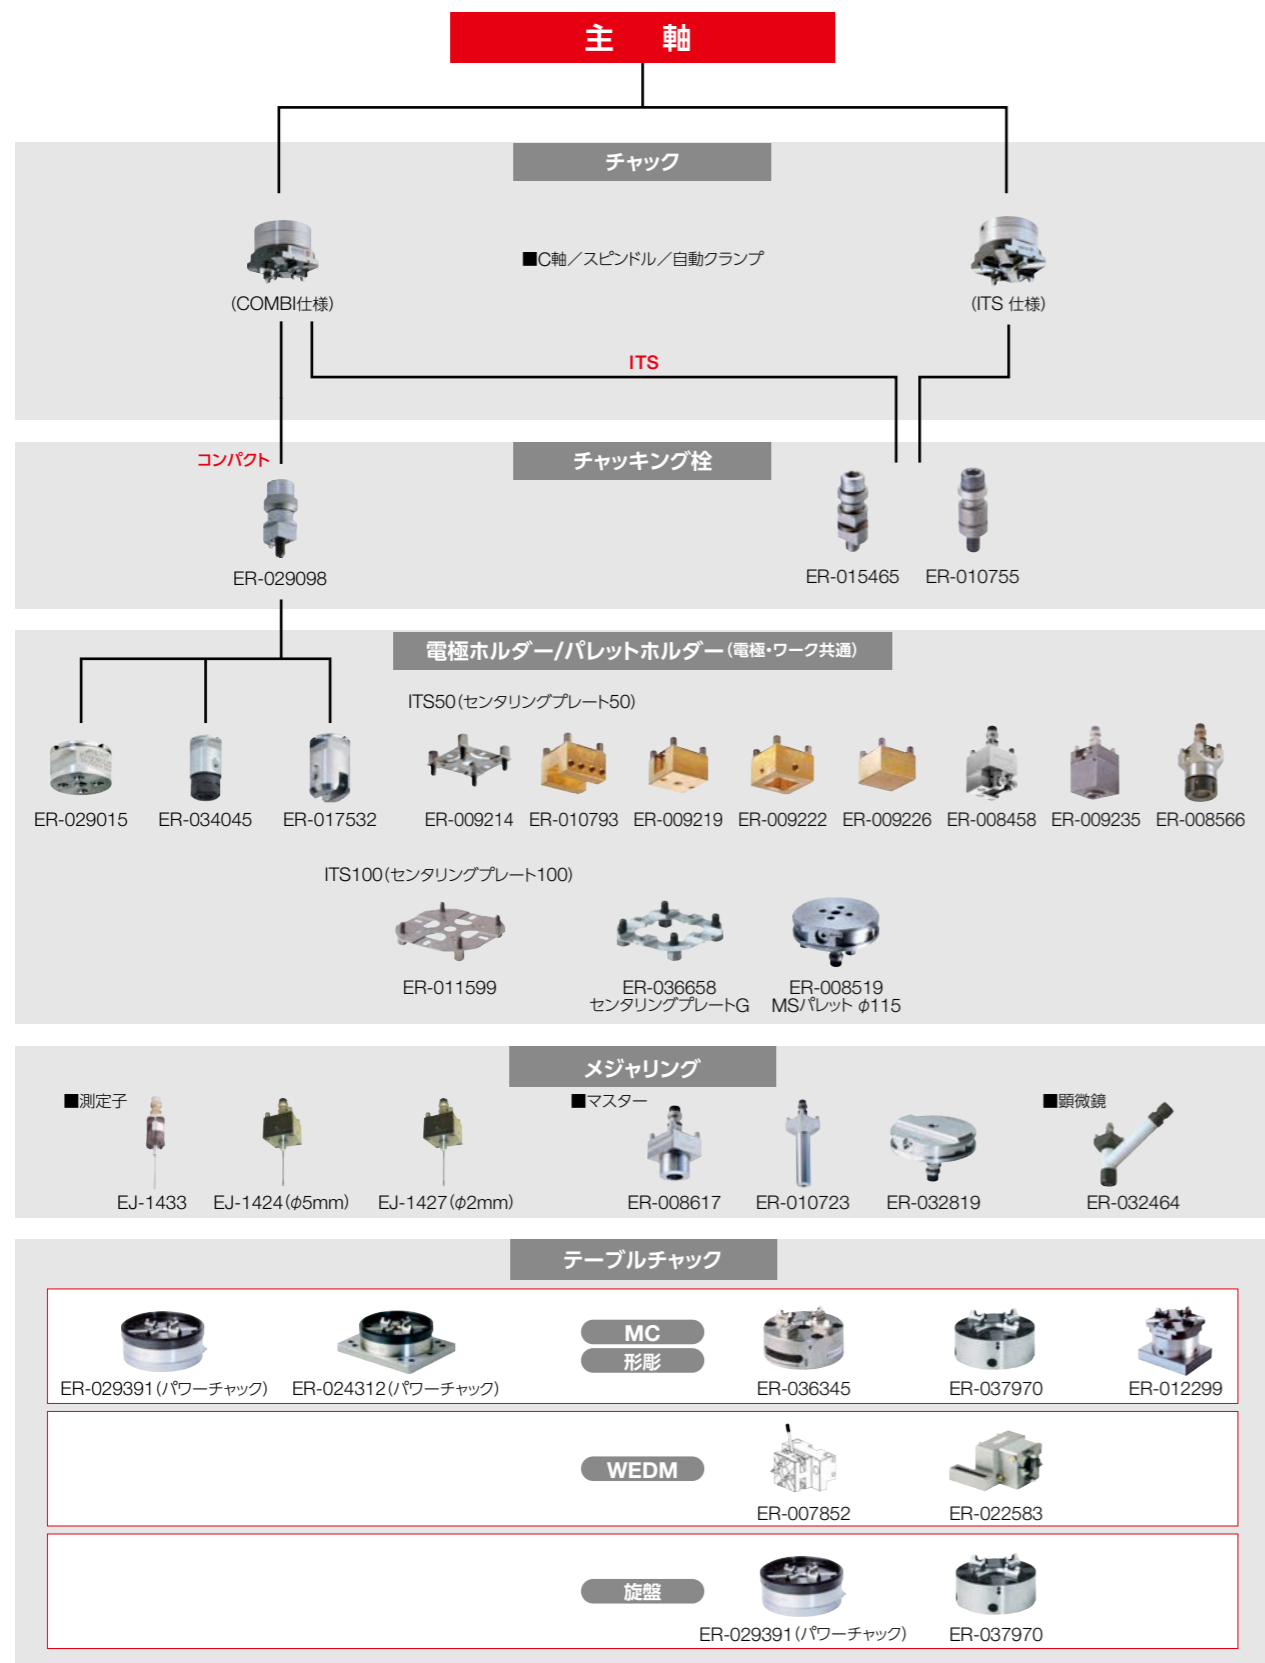 主 軸
チャック
■C軸／スピンドル／自動クランプ
(COMBI仕様)
(ITS 仕様)
ITS
コンパクト
チャッキング栓
ER-029098
ER-015465
ER-010755
電極ホルダー/パレットホルダー(電極・ワーク共通)
ITS50(センタリングプレート50)
ER-029015
ER-034045
ER-017532
ER-009214
ER-010793
ER-009219
ER-009222
ER-009226
ER-008458
ER-009235
ER-008566
ITS100(センタリングプレート100)
ER-011599
ER-036658
センタリングプレートG
ER-008519
MSパレット φ115
メジャリング
■測定子
■マスター
■顕微鏡
EJ-1433
EJ-1424(φ5mm)
EJ-1427(φ2mm)
ER-008617
ER-010723
ER-032819
ER-032464
テーブルチャック
MC
形彫
ER-029391(パワーチャック)
ER-024312(パワーチャック)
ER-036345
ER-037970
ER-012299
WEDM
ER-007852
ER-022583
旋盤
ER-029391(パワーチャック)
ER-037970